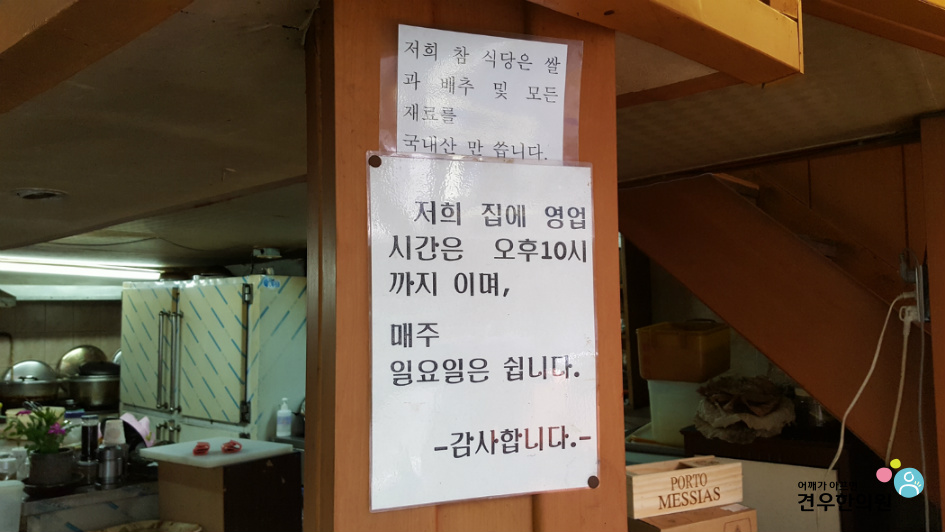 저희 참 식당은 쌀
과 배추 및 모든
재료를
국내산 만 씁니다.
저희 집에 영업
시간은 오후10시
까지 이며,
매주
일요일은 쉽니다.
-감사합니다.-
PORTO
MESSIAS
어깨가
견우한의원